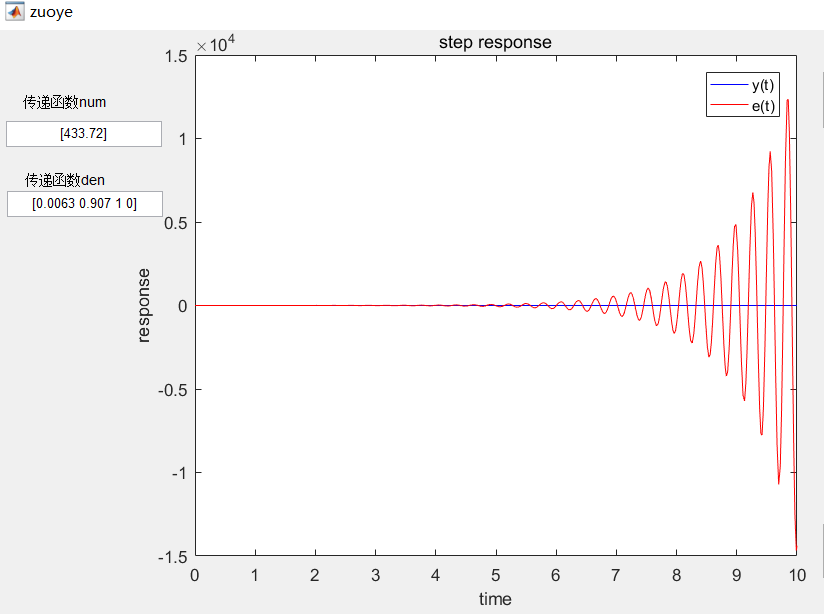 zuoye
传递函数num
[433.72]
传递函数den
[0.0063 0.907 1 0]
step response
×10⁴
y(t)
e(t)
1.5
1
0.5
0
-0.5
-1
-1.5
response
0 1 2 3 4 5 6 7 8 9 10
time